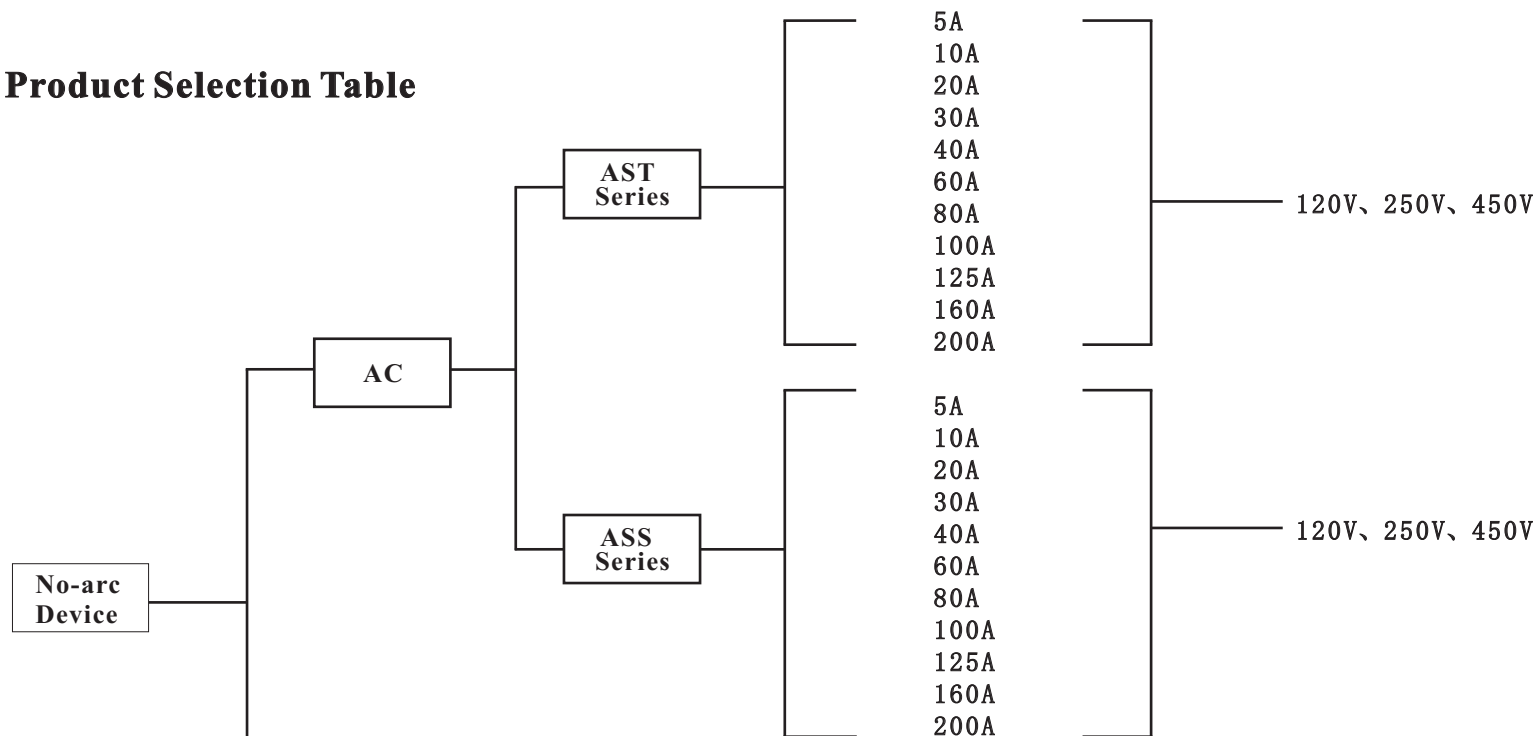 Product Selection Table
No-arc
Device
AC
AST
Series
5A
10A
20A
30A
40A
60A
80A
100A
125A
160A
200A
120V、250V、450V
ASS
Series
5A
10A
20A
30A
40A
60A
80A
100A
125A
160A
200A
120V、250V、450V